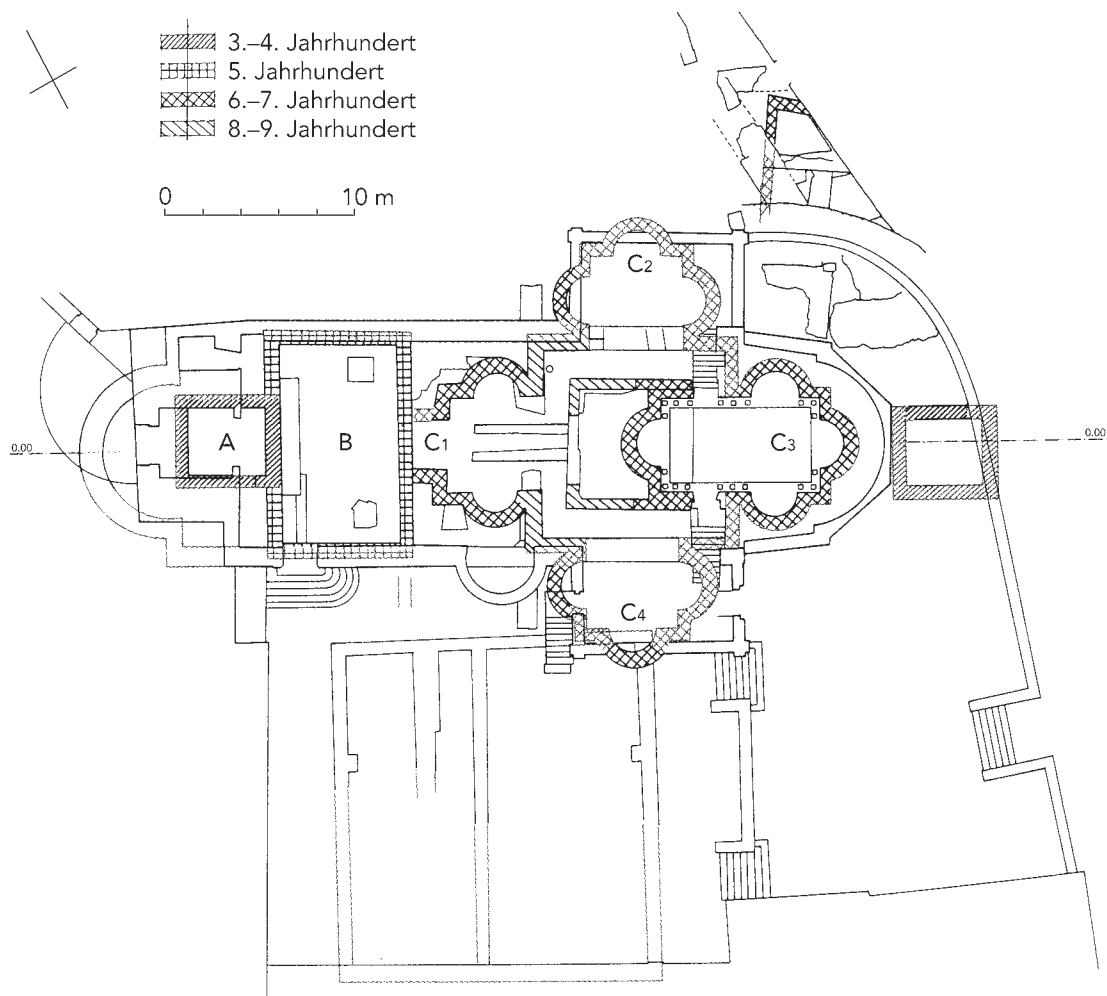 3.–4. Jahrhundert
5. Jahrhundert
6.–7. Jahrhundert
8.–9. Jahrhundert
0 10 m
C2
A
B
C1
C3
0.00
0.00
C4